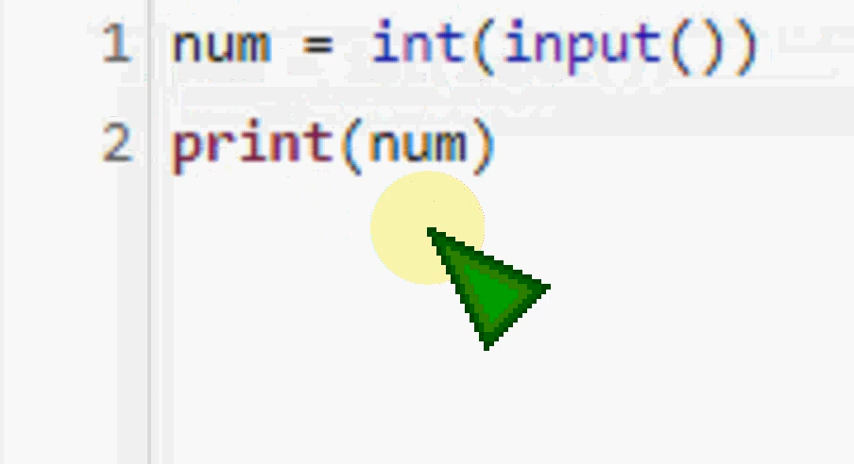 1 num = int(input())
2 print(num)